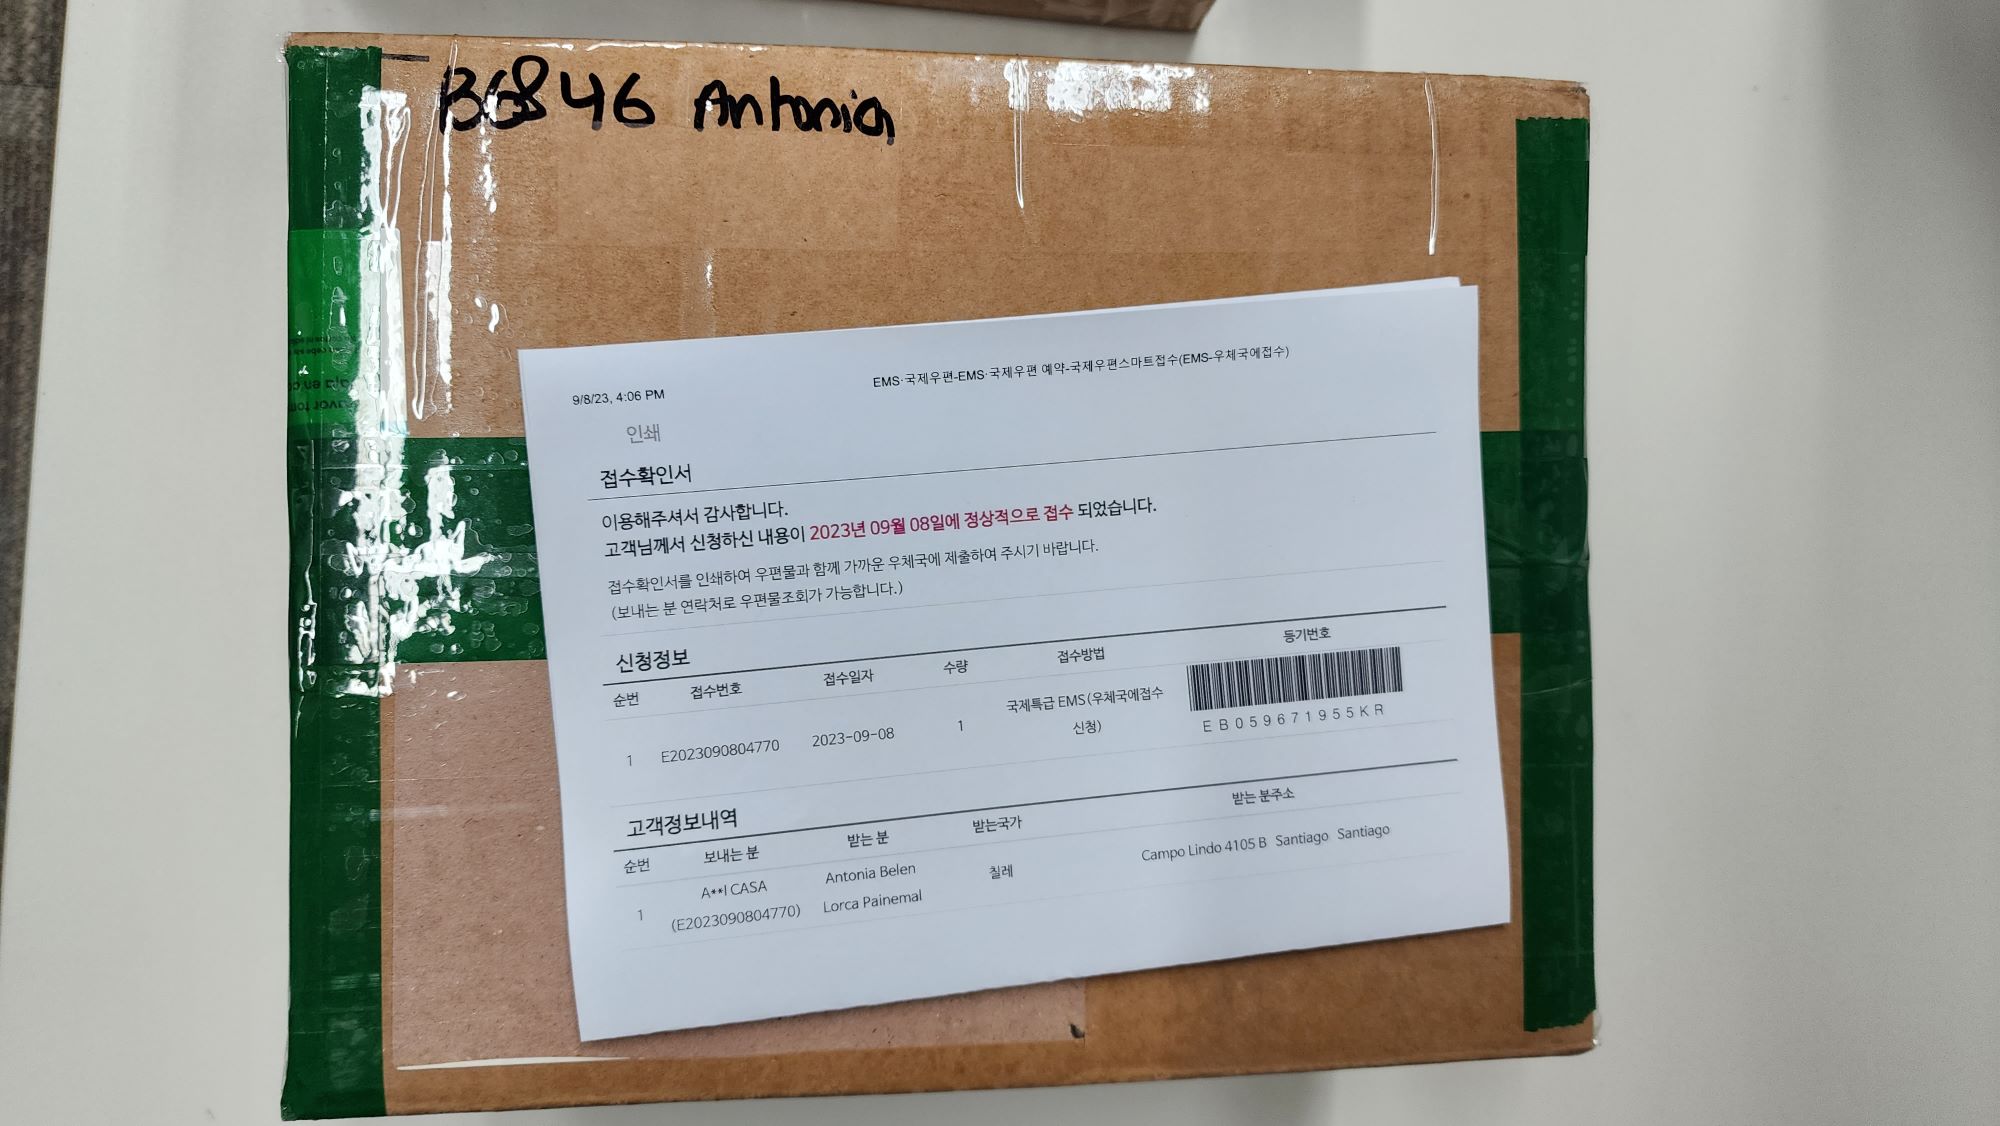 B6846 Antonia
9/8/23, 4:06 PM
EMS·국제우편-EMS·국제우편 예약-국제우편스마트접수(EMS-우체국에접수)
인쇄
접수확인서
이용해주셔서 감사합니다.
고객님께서 신청하신 내용이 2023년 09월 08일에 정상적으로 접수 되었습니다.
접수확인서를 인쇄하여 우편물과 함께 가까운 우체국에 제출하여 주시기 바랍니다.
(보내는 분 연락처로 우편물조회가 가능합니다.)
신청정보
순번 접수번호 접수일자 수량 접수방법 등기번호
1 E2023090804770 2023-09-08 1 국제특급 EMS(우체국에접수
신청)
EB059671955KR
고객정보내역
순번 보내는 분 받는 분 받는국가 받는 분주소
1 A**l CASA
(E2023090804770)
Antonia Belen
Lorca Painemal
칠레
Campo Lindo 4105 B Santiago Santiago